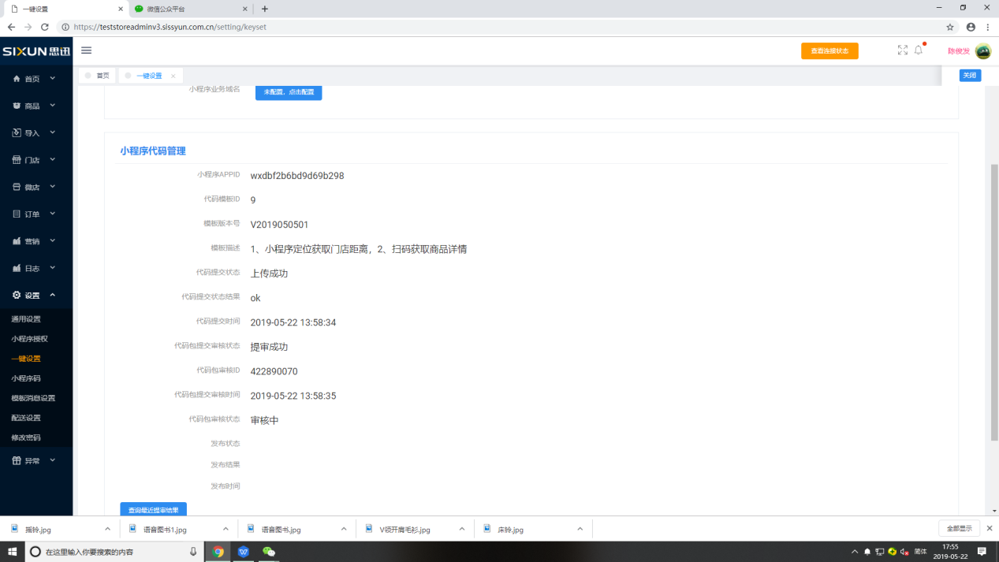 一键设置
微信公众平台
https://teststoreadminv3.sissyun.com.cn/setting/keyset
SIXUN 思迅
查看连接状态
陈俊发
首页
一键设置
关闭
首页
商品
导入
门店
微店
订单
营销
日志
设置
通用设置
小程序授权
一键设置
小程序码
模板消息设置
配送设置
修改密码
异常
小程序业务域名
未配置，点击配置
小程序代码管理
小程序APPID wxdbf2b6bd9d69b298
代码模板ID 9
模板版本号 V2019050501
模板描述 1、小程序定位获取门店距离，2、扫码获取商品详情
代码提交状态 上传成功
代码提交状态结果 ok
代码提交时间 2019-05-22 13:58:34
代码包提交审核状态 提审成功
代码包审核ID 422890070
代码包提交审核时间 2019-05-22 13:58:35
代码包审核状态 审核中
发布状态
发布结果
发布时间
查询最近提审结果
摇铃.jpg
语音图书1.jpg
语音图书.jpg
V领开肩毛衫.jpg
床铃.jpg
全部显示
在这里输入你要搜索的内容
简体
17:55
2019-05-22